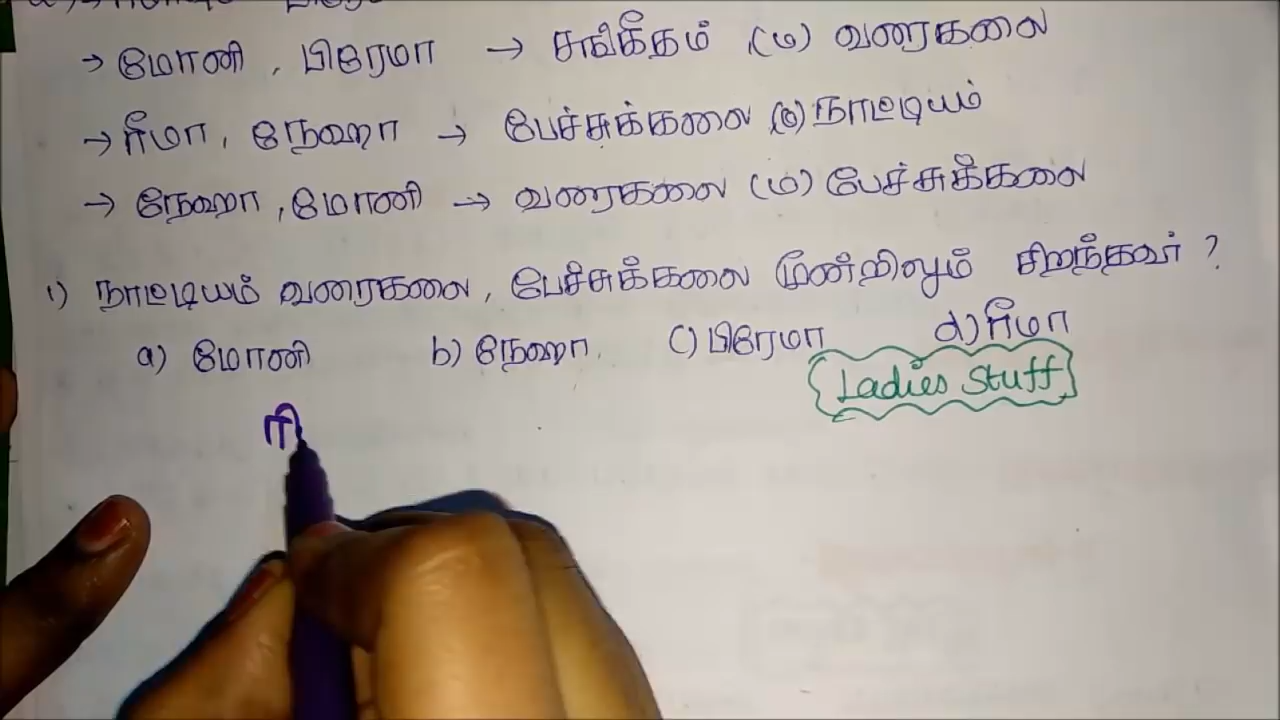 → மோனி , பிரேமா → சங்கீதம் (ம) வரைகலை
→ ரீமா , நேஹா → பேச்சுக்கலை (ம) நாட்டியம்
→ நேஹா , மோனி → வரைகலை (ம) பேச்சுக்கலை
1) நாட்டியம் வரைகலை , பேச்சுக்கலை மூன்றிலும் சிறந்தவர் ?
a) மோனி b) நேஹா c) பிரேமா d) ரீமா
Ladies Stuff
ரி